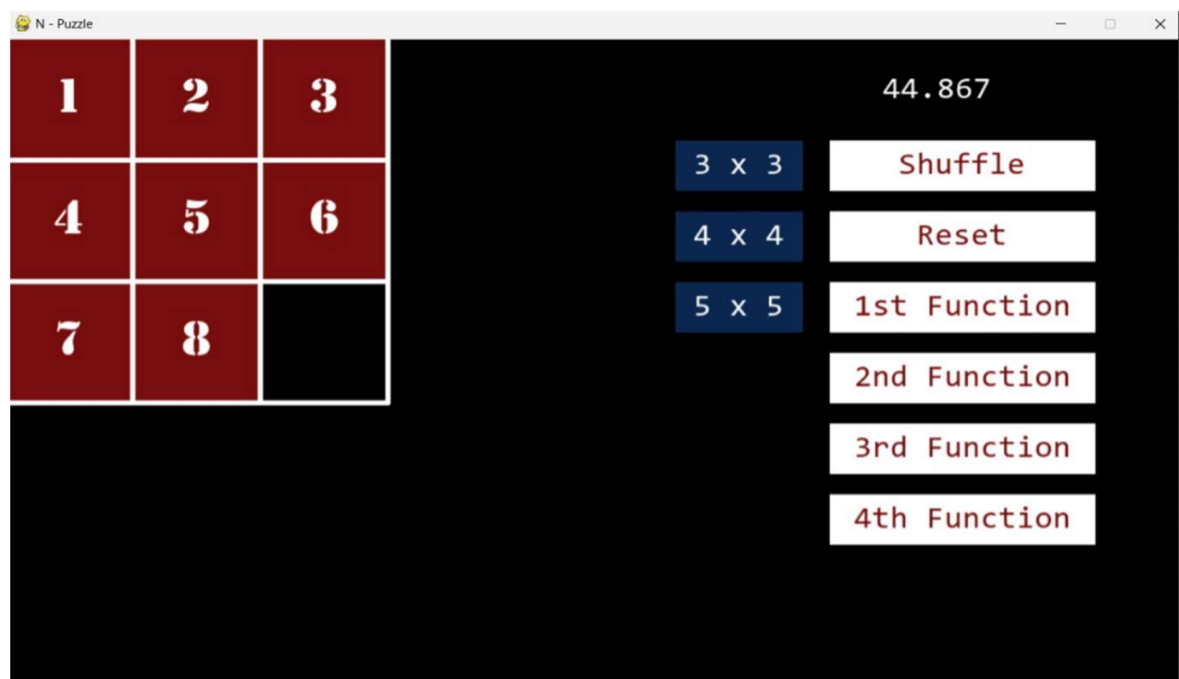 N - Puzzle
1 2 3
4 5 6
7 8
44.867
3 x 3 Shuffle
4 x 4 Reset
5 x 5 1st Function
2nd Function
3rd Function
4th Function